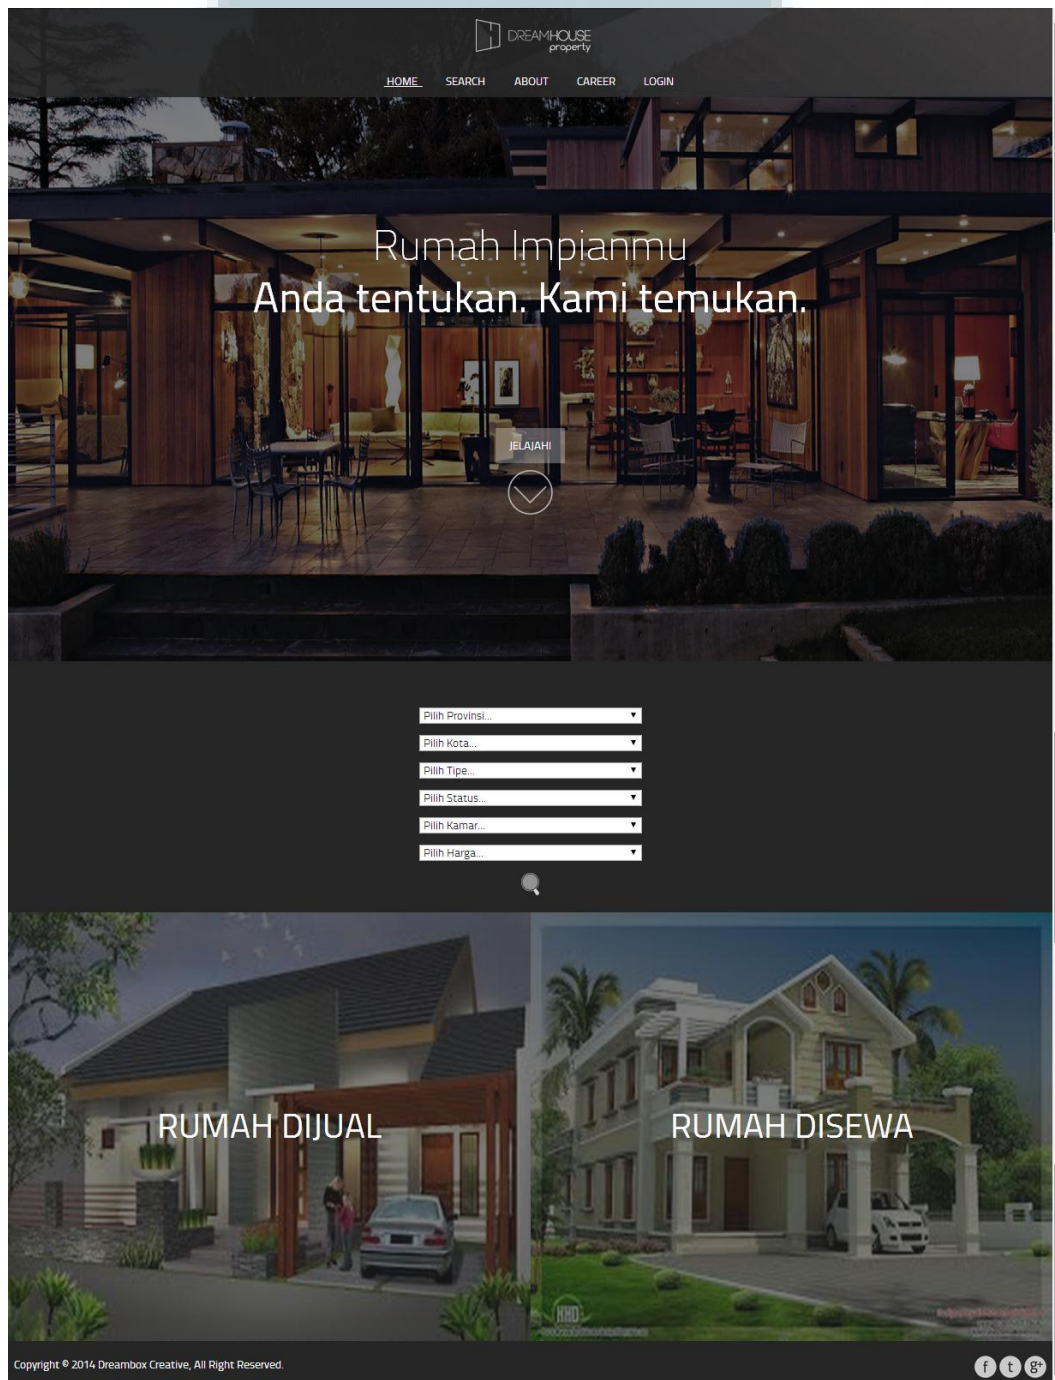 DREAMHOUSE
property
HOME SEARCH ABOUT CAREER LOGIN
Rumah Impianmu
Anda tentukan. Kami temukan.
JELAJAHI
Pilih Provinsi...
Pilih Kota...
Pilih Tipe...
Pilih Status...
Pilih Kamar...
Pilih Harga...
RUMAH DIJUAL
RUMAH DISEWA
KHD
Copyright © 2014 Dreambox Creative, All Right Reserved.
f t g+